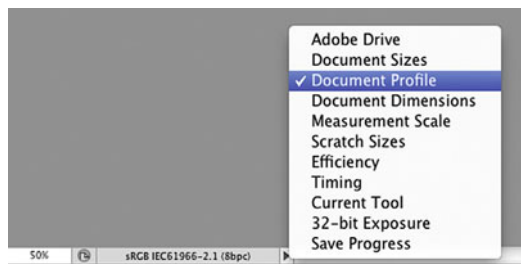 Adobe Drive
Document Sizes
✓ Document Profile
Document Dimensions
Measurement Scale
Scratch Sizes
Efficiency
Timing
Current Tool
32-bit Exposure
Save Progress
50% sRGB IEC61966-2.1 (8bpc)